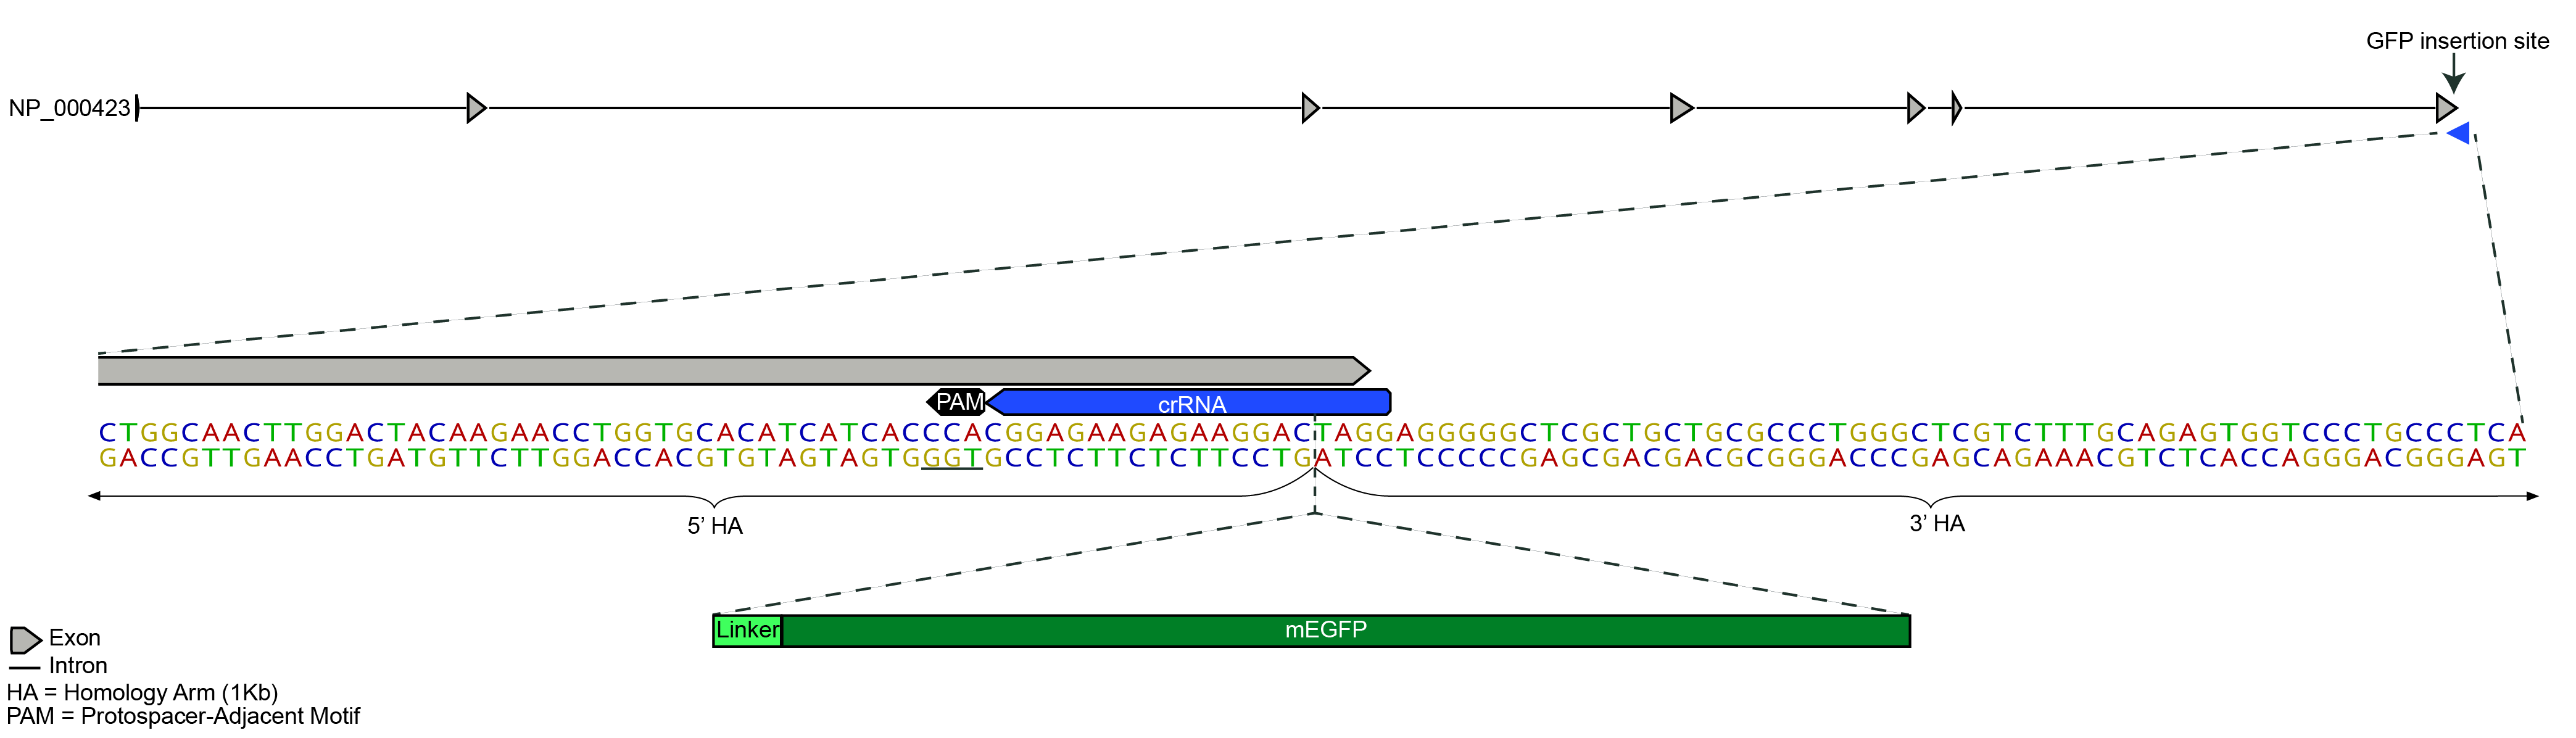 GFP insertion site
NP_000423
PAM
crRNA
CTGGCAACTTGGACTACAAGAACCTGGTGCACATCATCACCCACGGAGAAGAGAAGGACTAGGAGGGGGCTCGCTGCTGCGCCCTGGGCTCGTCTTTGCAGAGTGGTCCCTGCCCTCA
GACCGTTGAACCTGATGTTCTTGGACCACGTGTAGTAGTGGGTGCCTCTTCTCTTCCTGATCCTCCCCCGAGCGACGACGCGGGACCCGAGCAGAAACGTCTCACCAGGGACGGGAGT
5’ HA
3’ HA
Linker
mEGFP
Exon
Intron
HA = Homology Arm (1Kb)
PAM = Protospacer-Adjacent Motif